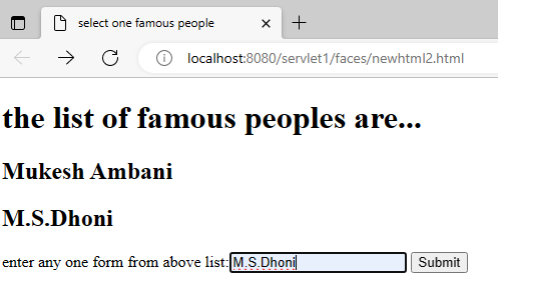 select one famous people
localhost:8080/servlet1/faces/newhtml2.html
the list of famous peoples are...
Mukesh Ambani
M.S.Dhoni
enter any one form from above list: M.S.Dhoni Submit